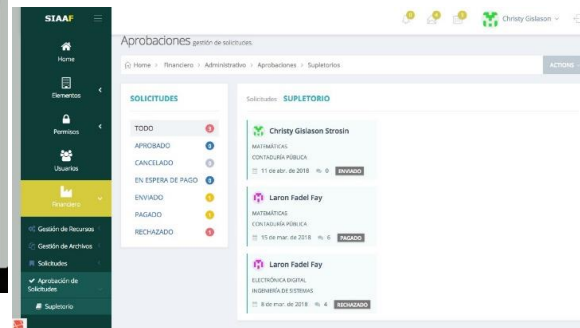 SIAAF
Christy Gislason
Home
Elementos
Permisos
Usuarios
Financiero
Gestión de Recursos
Gestión de Archivos
Solicitudes
Aprobación de
Solicitudes
Supletorio
Aprobaciones gestión de solicitudes
Home > Financiero > Administrativo > Aprobaciones > Supletorios
ACTIONS
SOLICITUDES
TODO
APROBADO
CANCELADO
EN ESPERA DE PAGO
ENVIADO
PAGADO
RECHAZADO
Solicitudes SUPLETORIO
Christy Gislason Strosin
MATEMÁTICAS
CONTADURÍA PÚBLICA
11 de abr. de 2018 0 ENVIADO
Laron Fadel Fay
MATEMÁTICAS
CONTADURÍA PÚBLICA
15 de mar. de 2018 6 PAGADO
Laron Fadel Fay
ELECTRÓNICA DIGITAL
INGENIERÍA DE SISTEMAS
8 de mar. de 2018 4 RECHAZADO